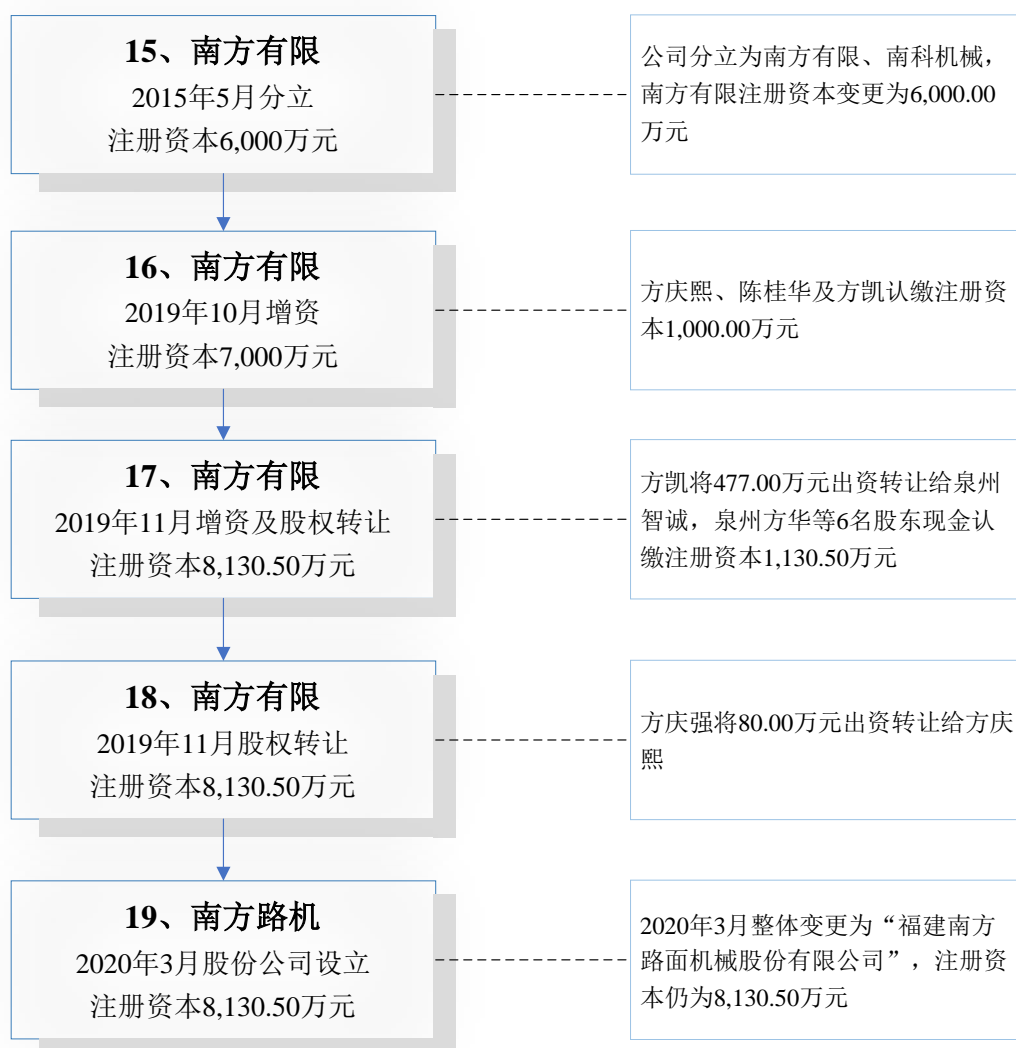 15、南方有限
2015年5月分立
注册资本6,000万元
公司分立为南方有限、南科机械，
南方有限注册资本变更为6,000.00
万元
16、南方有限
2019年10月增资
注册资本7,000万元
方庆熙、陈桂华及方凯认缴注册资
本1,000.00万元
17、南方有限
2019年11月增资及股权转让
注册资本8,130.50万元
方凯将477.00万元出资转让给泉州
智诚，泉州方华等6名股东现金认
缴注册资本1,130.50万元
18、南方有限
2019年11月股权转让
注册资本8,130.50万元
方庆强将80.00万元出资转让给方庆
熙
19、南方路机
2020年3月股份公司设立
注册资本8,130.50万元
2020年3月整体变更为“福建南方
路面机械股份有限公司”，注册资
本仍为8,130.50万元